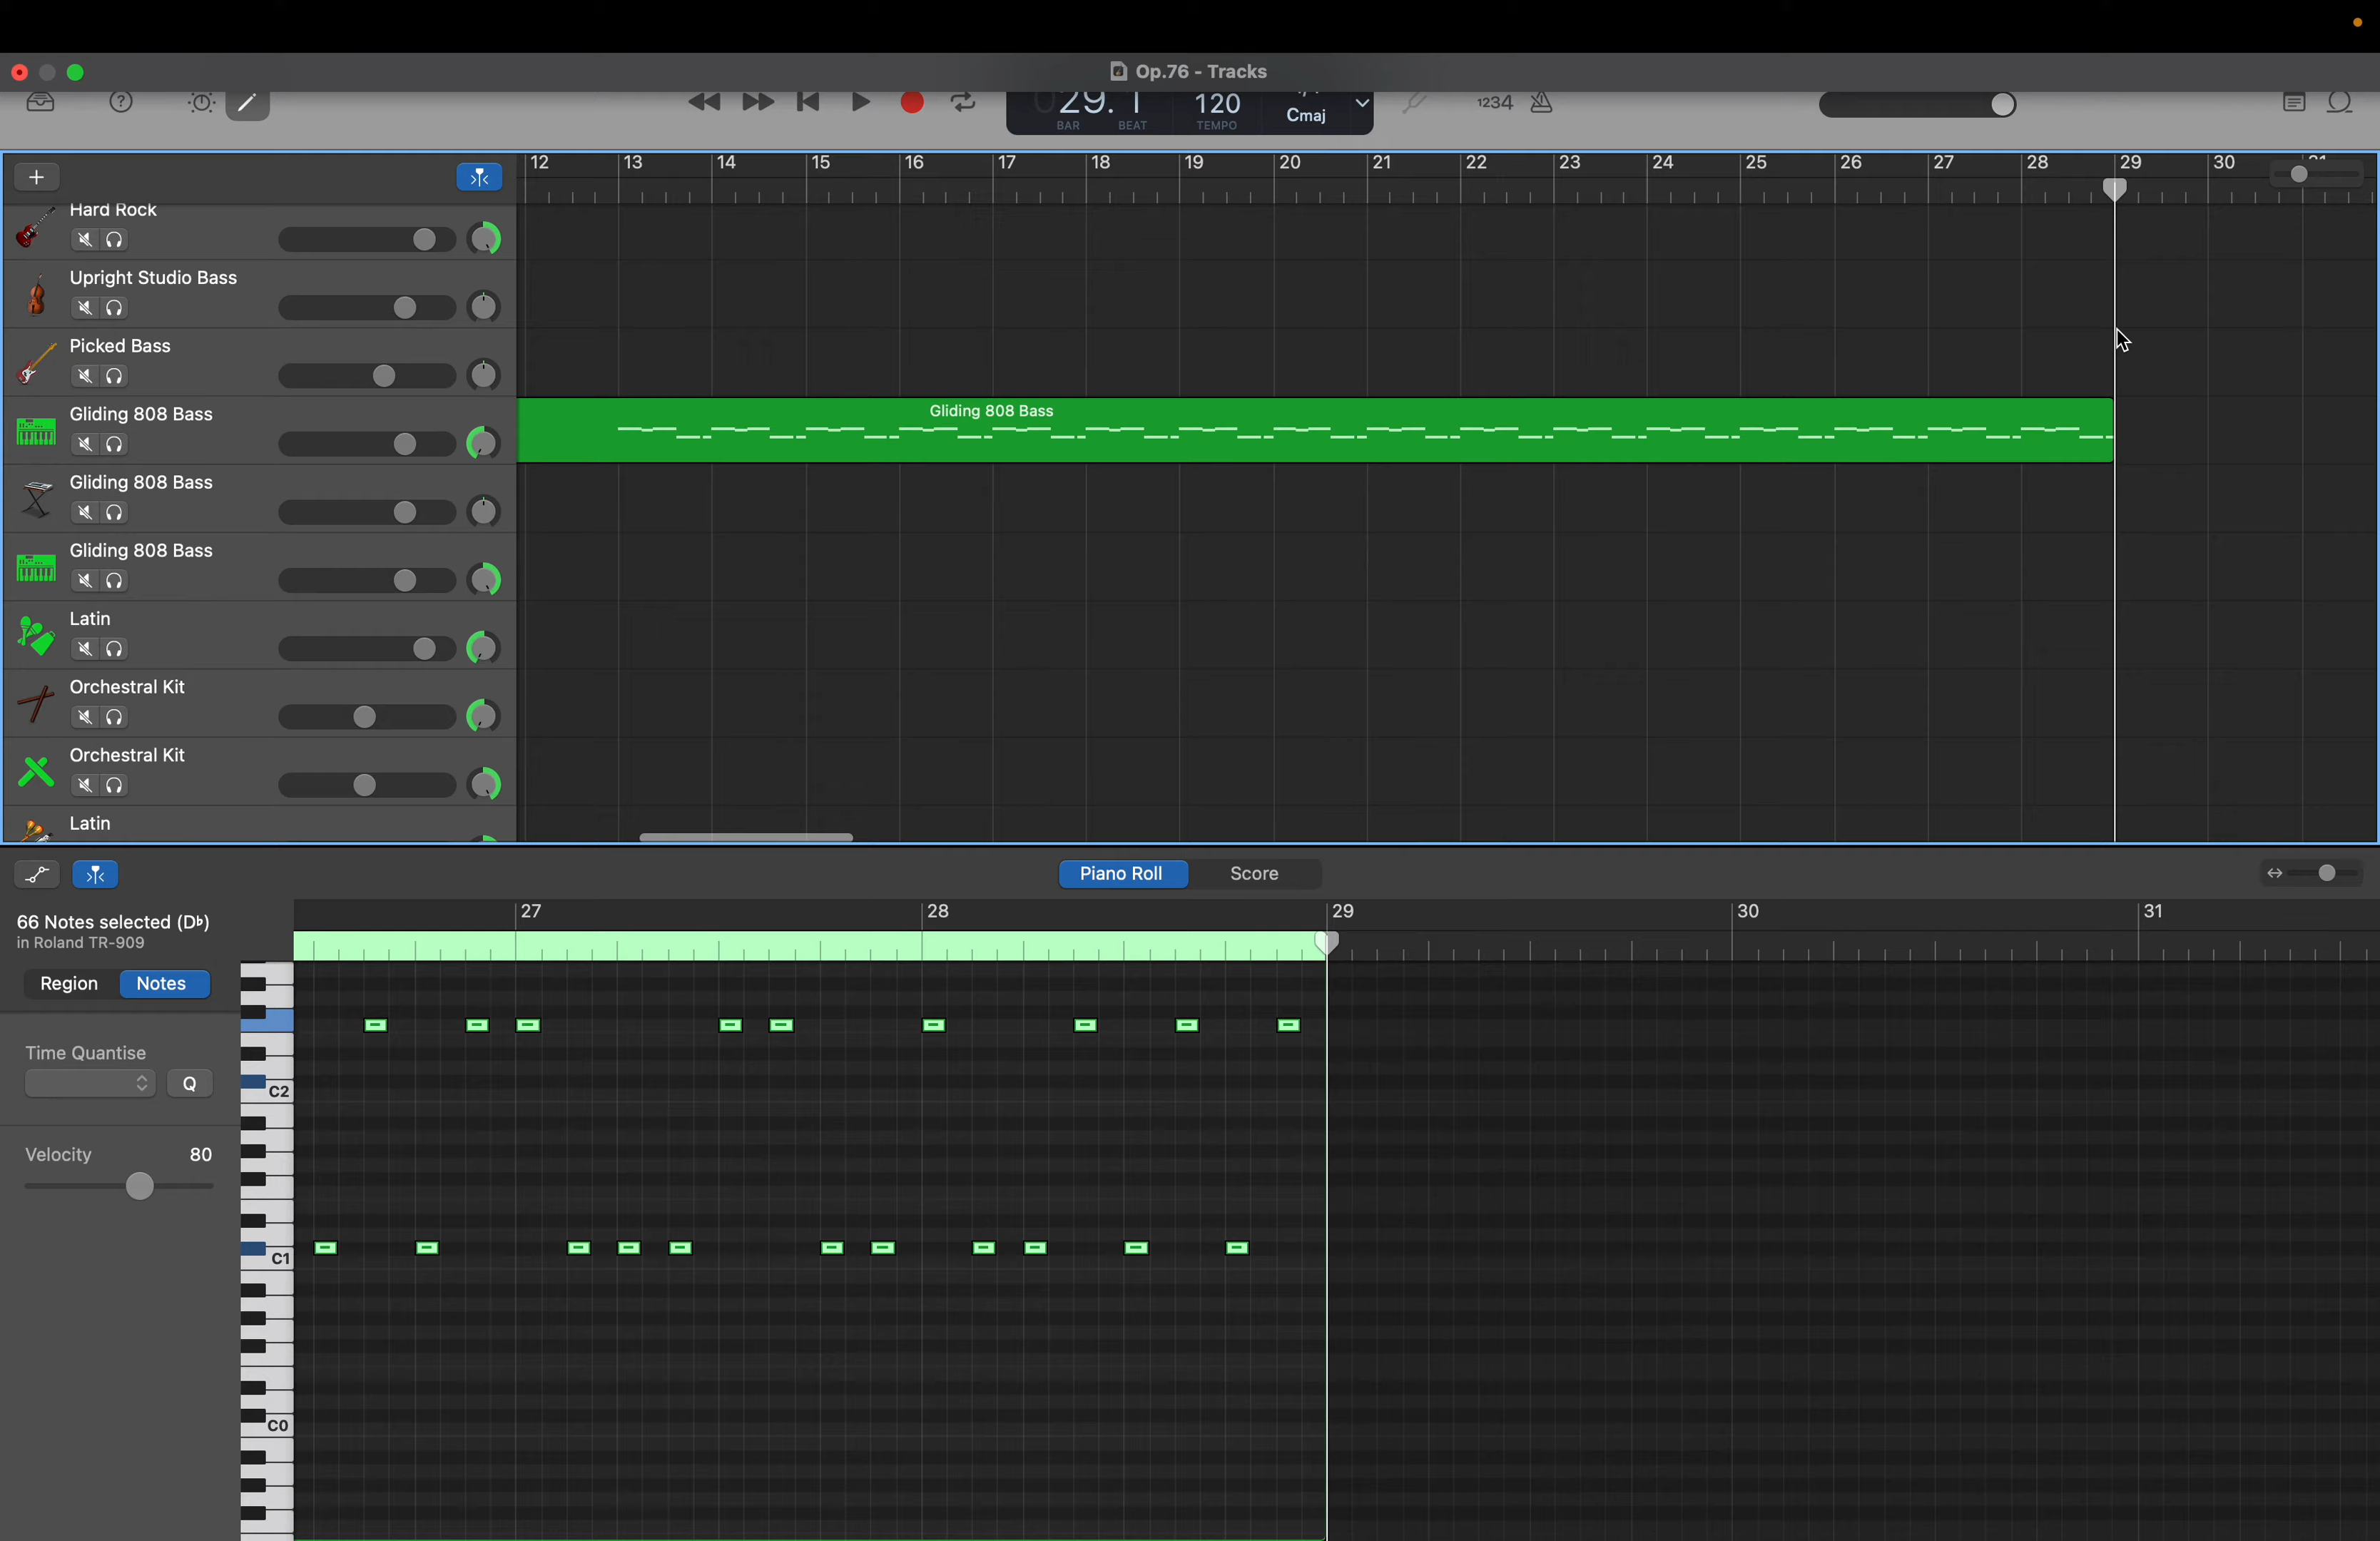 Op.76 - Tracks
29. 1
120
Cmaj
BAR BEAT TEMPO
1234
12 13 14 15 16 17 18 19 20 21 22 23 24 25 26 27 28 29 30
Hard Rock
Upright Studio Bass
Picked Bass
Gliding 808 Bass
Gliding 808 Bass
Gliding 808 Bass
Gliding 808 Bass
Latin
Orchestral Kit
Orchestral Kit
Latin
Piano Roll Score
66 Notes selected (D♭)
in Roland TR-909
27 28 29 30 31
Region Notes
Time Quantise
Q
Velocity 80
C2
C1
C0